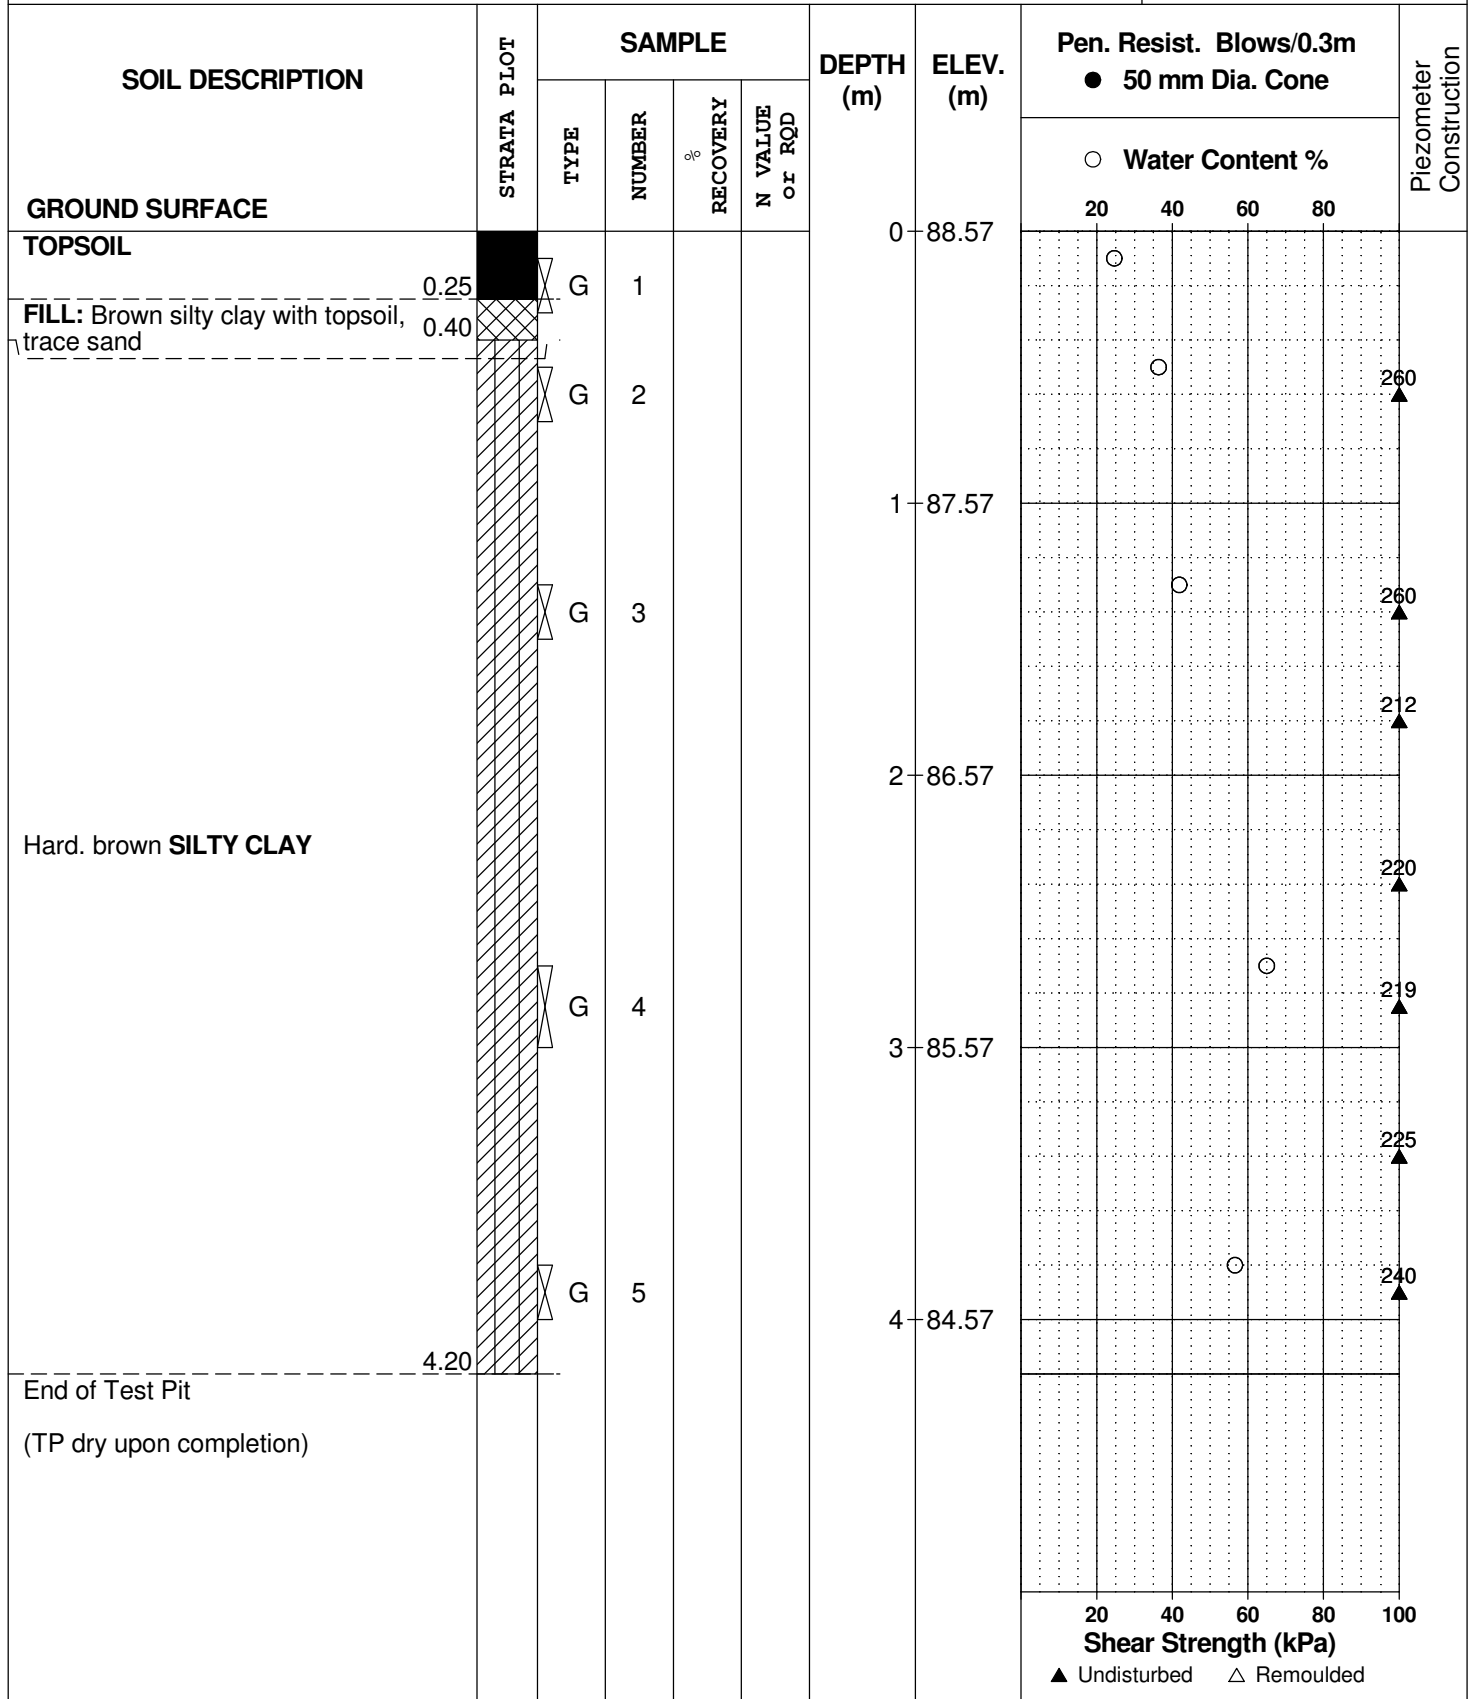 SOIL DESCRIPTION
STRATA PLOT
SAMPLE
TYPE
NUMBER
%
RECOVERY
N VALUE
or RQD
DEPTH
(m)
ELEV.
(m)
Pen. Resist. Blows/0.3m
● 50 mm Dia. Cone
○ Water Content %
Piezometer
Construction
GROUND SURFACE
20 40 60 80
0 88.57
TOPSOIL
0.25
G 1
FILL: Brown silty clay with topsoil,
trace sand
0.40
G 2
260
1 87.57
G 3
260
212
2 86.57
Hard. brown SILTY CLAY
220
G 4
219
3 85.57
225
G 5
240
4 84.57
4.20
End of Test Pit
(TP dry upon completion)
20 40 60 80 100
Shear Strength (kPa)
▲ Undisturbed △ Remoulded